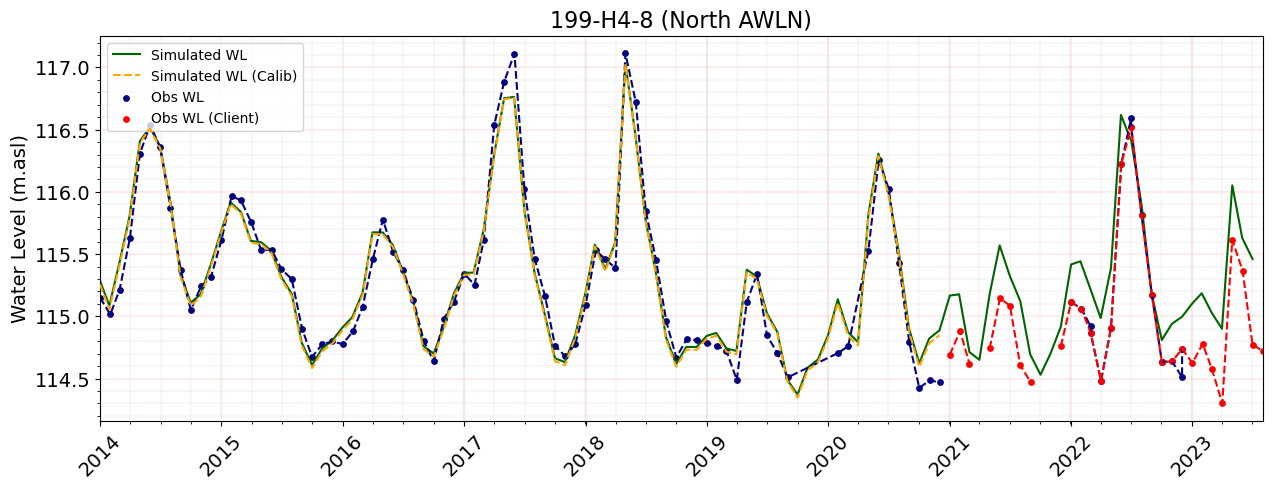 199-H4-8 (North AWLN)
Simulated WL
Simulated WL (Calib)
Obs WL
Obs WL (Client)
Water Level (m.asl)
117.0
116.5
116.0
115.5
115.0
114.5
2014
2015
2016
2017
2018
2019
2020
2021
2022
2023